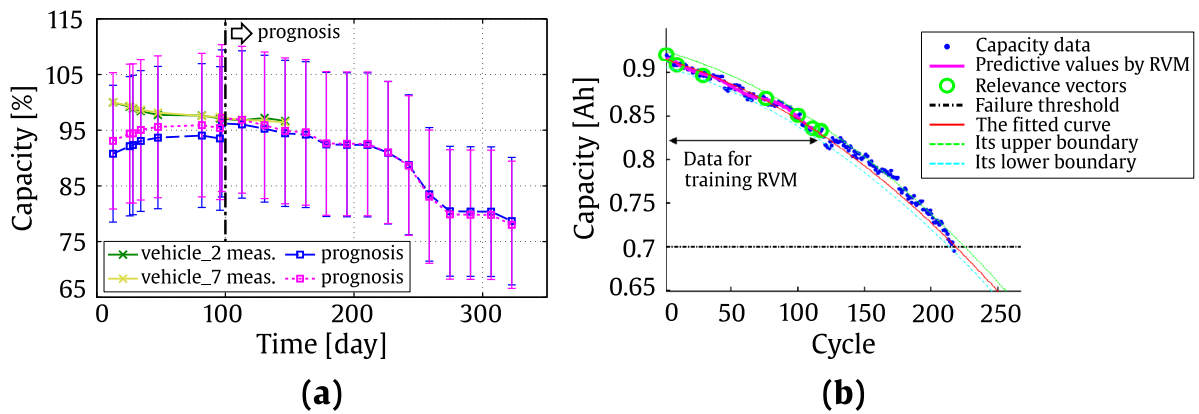 115
105
95
85
75
65
Capacity [%]
prognosis
vehicle_2 meas.
prognosis
vehicle_7 meas.
prognosis
0
100
200
300
Time [day]
(a)
0.9
0.85
0.8
0.75
0.7
0.65
Capacity [Ah]
Data for
training RVM
Capacity data
Predictive values by RVM
Relevance vectors
Failure threshold
The fitted curve
Its upper boundary
Its lower boundary
0
50
100
150
200
250
Cycle
(b)